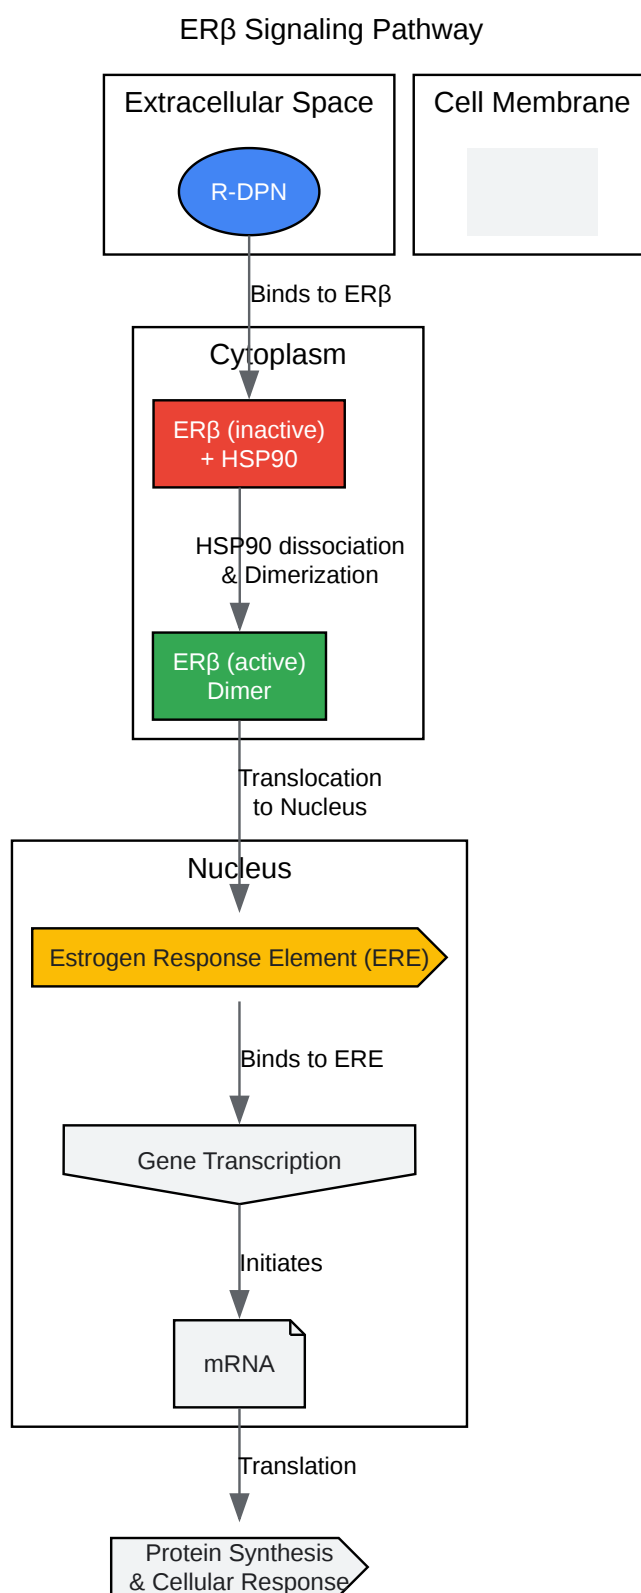 ERβ Signaling Pathway
Extracellular Space
Cell Membrane
R-DPN
Binds to ERβ
Cytoplasm
ERβ (inactive)
+ HSP90
HSP90 dissociation
& Dimerization
ERβ (active)
Dimer
Translocation
to Nucleus
Nucleus
Estrogen Response Element (ERE)
Binds to ERE
Gene Transcription
Initiates
mRNA
Translation
Protein Synthesis
& Cellular Response